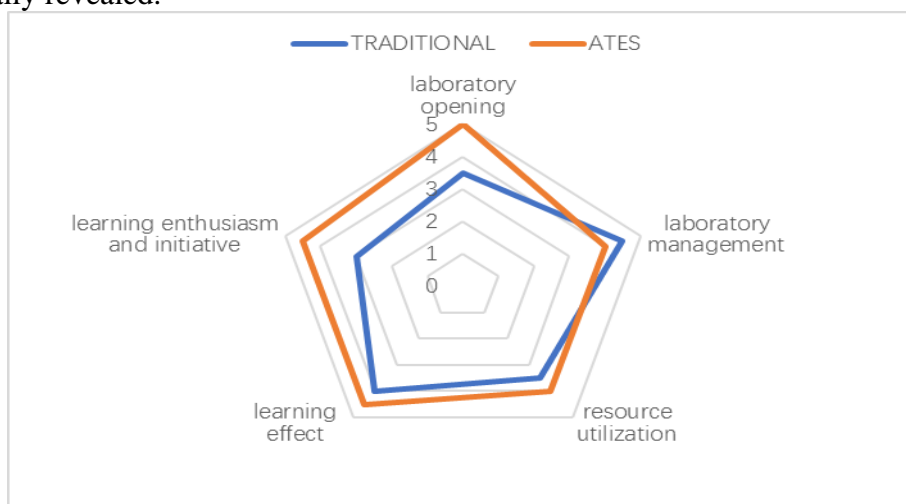 TRADITIONAL ATES
laboratory
opening
5
4
3
2
1
0
learning enthusiasm
and initiative
laboratory
management
learning
effect
resource
utilization